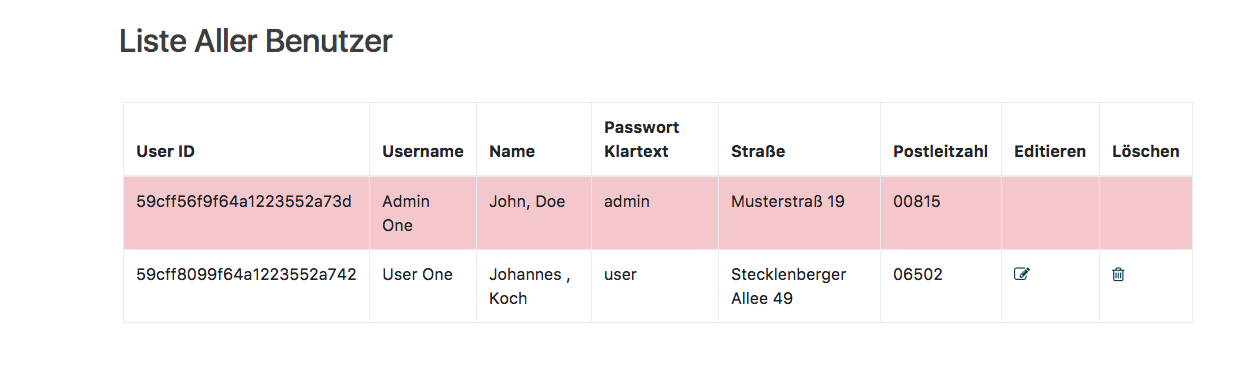 Liste Aller Benutzer
User ID Username Name Passwort Klartext Straße Postleitzahl Editieren Löschen
59cff56f9f64a1223552a73d Admin One John, Doe admin Musterstraß 19 00815
59cff8099f64a1223552a742 User One Johannes , Koch user Stecklenberger Allee 49 06502